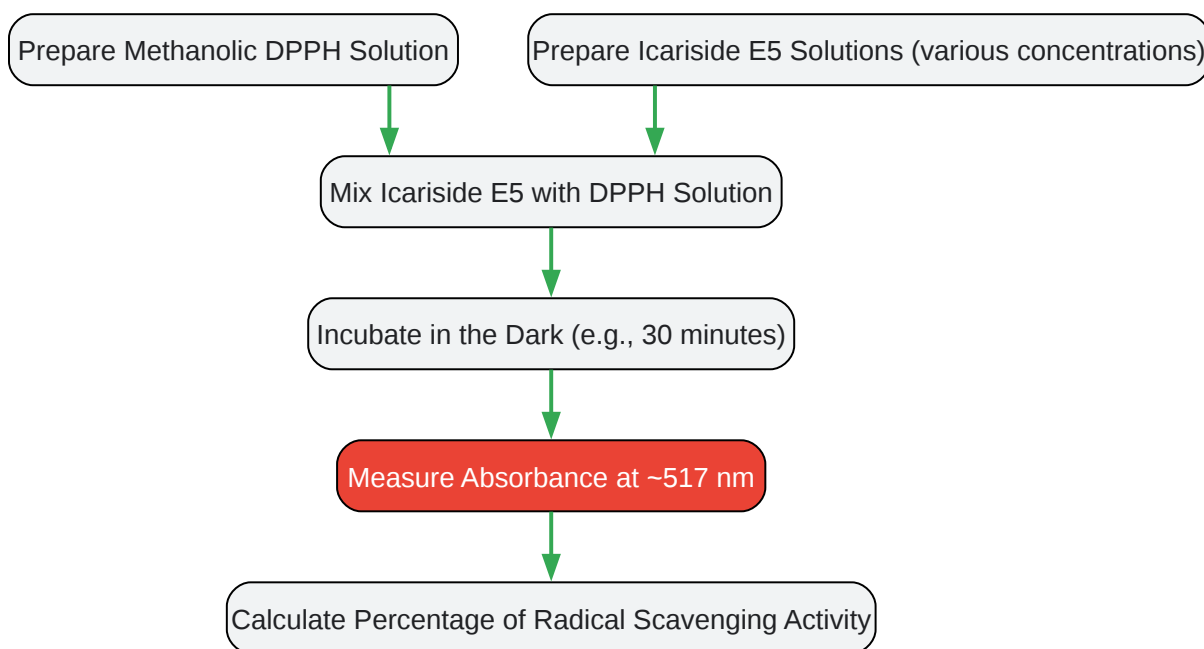 Prepare Methanolic DPPH Solution
Prepare Icariside E5 Solutions (various concentrations)
Mix Icariside E5 with DPPH Solution
Incubate in the Dark (e.g., 30 minutes)
Measure Absorbance at ~517 nm
Calculate Percentage of Radical Scavenging Activity